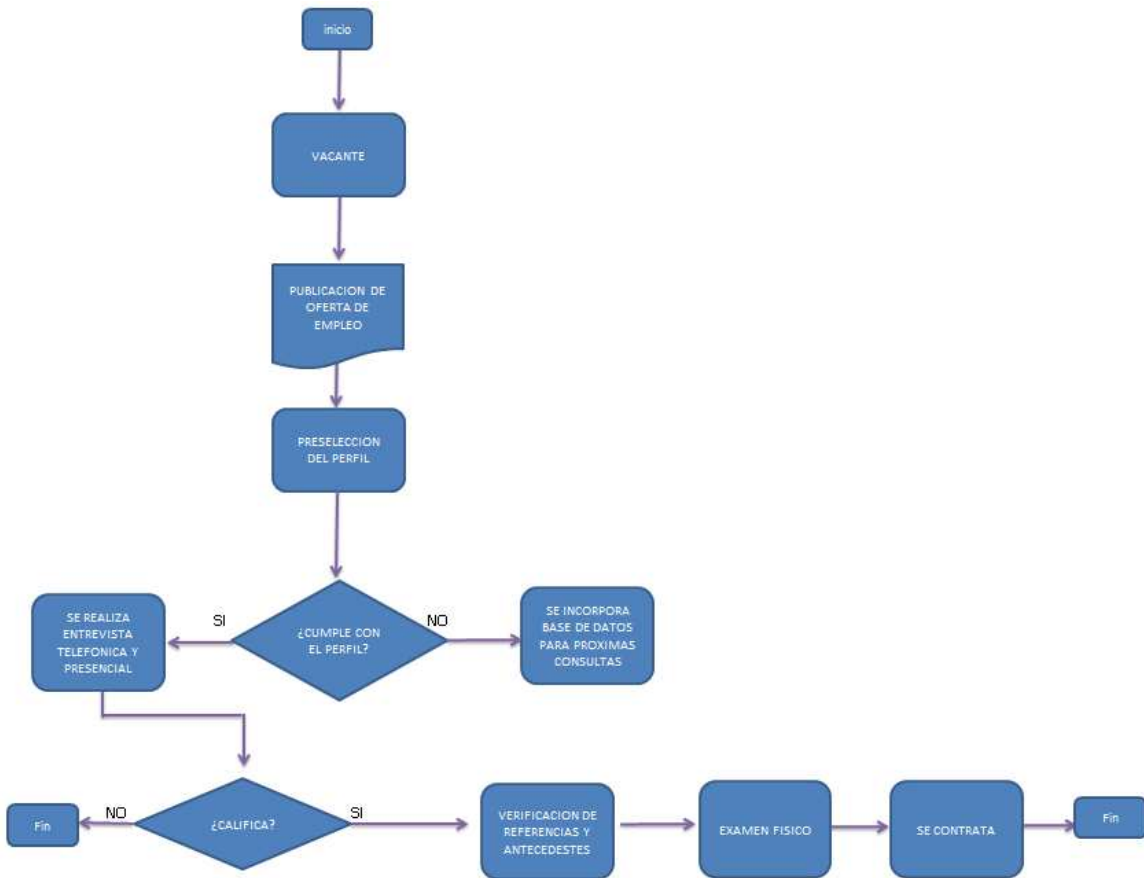 inicio
VACANTE
PUBLICACION DE
OFERTA DE
EMPLEO
PRESELECCION
DEL PERFIL
¿CUMPLE CON
EL PERFIL?
SI
NO
SE REALIZA
ENTREVISTA
TELEFONICA Y
PRESENCIAL
SE INCORPORA
BASE DE DATOS
PARA PROXIMAS
CONSULTAS
¿CALIFICA?
NO
SI
Fin
VERIFICACION DE
REFERENCIAS Y
ANTECEDESTES
EXAMEN FISICO
SE CONTRATA
Fin